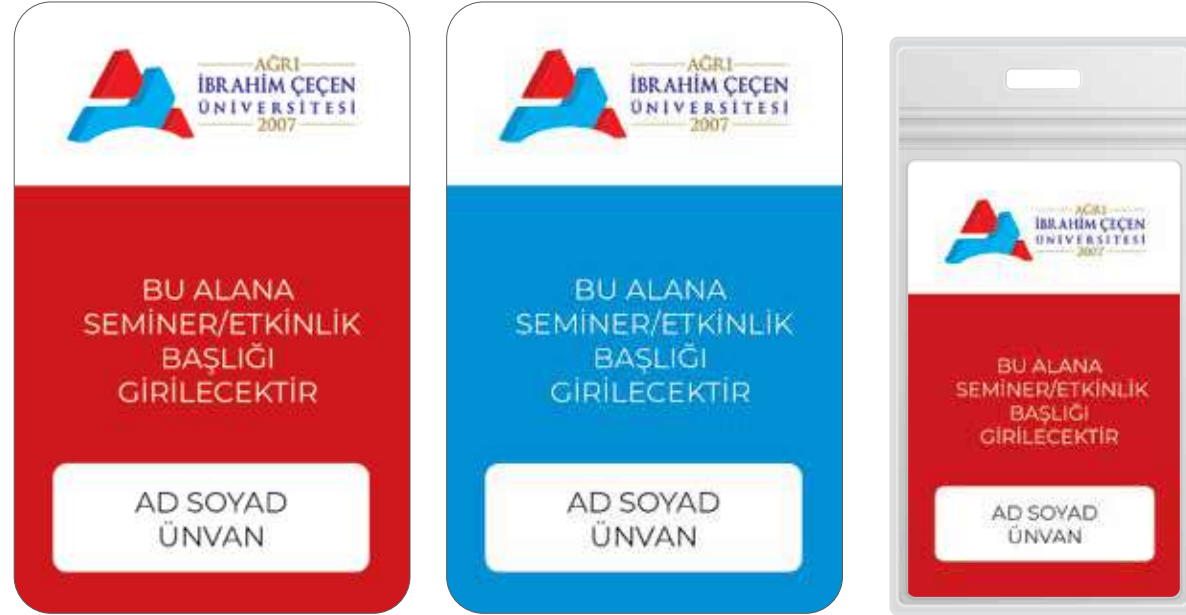 AĞRI
İBRAHİM ÇEÇEN
ÜNİVERSİTESİ
2007
BU ALANA
SEMİNER/ETKİNLİK
BAŞLIĞI
GİRİLECEKTİR
AD SOYAD
ÜNVAN
AĞRI
İBRAHİM ÇEÇEN
ÜNİVERSİTESİ
2007
BU ALANA
SEMİNER/ETKİNLİK
BAŞLIĞI
GİRİLECEKTİR
AD SOYAD
ÜNVAN
AĞRI
İBRAHİM ÇEÇEN
ÜNİVERSİTESİ
2007
BU ALANA
SEMİNER/ETKİNLİK
BAŞLIĞI
GİRİLECEKTİR
AD SOYAD
ÜNVAN